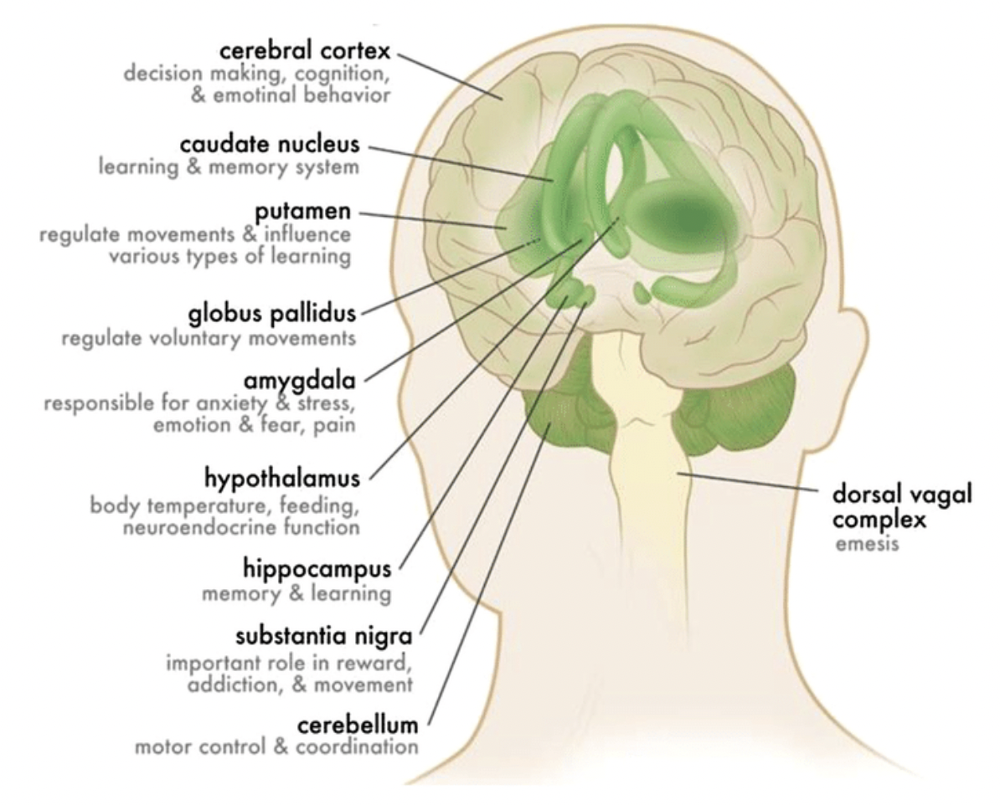 cerebral cortex
decision making, cognition,
& emotinal behavior
caudate nucleus
learning & memory system
putamen
regulate movements & influence
various types of learning
globus pallidus
regulate voluntary movements
amygdala
responsible for anxiety & stress,
emotion & fear, pain
hypothalamus
body temperature, feeding,
neuroendocrine function
hippocampus
memory & learning
substantia nigra
important role in reward,
addiction, & movement
cerebellum
motor control & coordination
dorsal vagal
complex
emesis